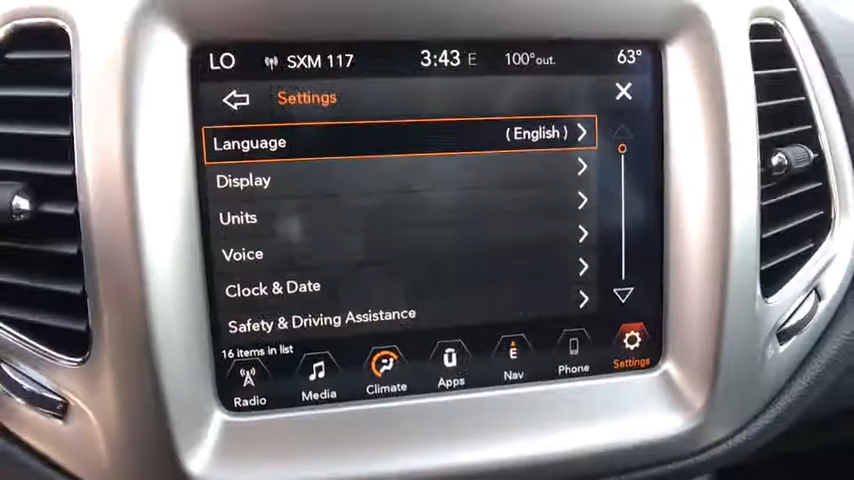 LO SXM 117 3:43 E 100°out. 63°
Settings
Language (English)
Display
Units
Voice
Clock & Date
Safety & Driving Assistance
16 items in list
Radio Media Climate Apps Nav Phone Settings
E